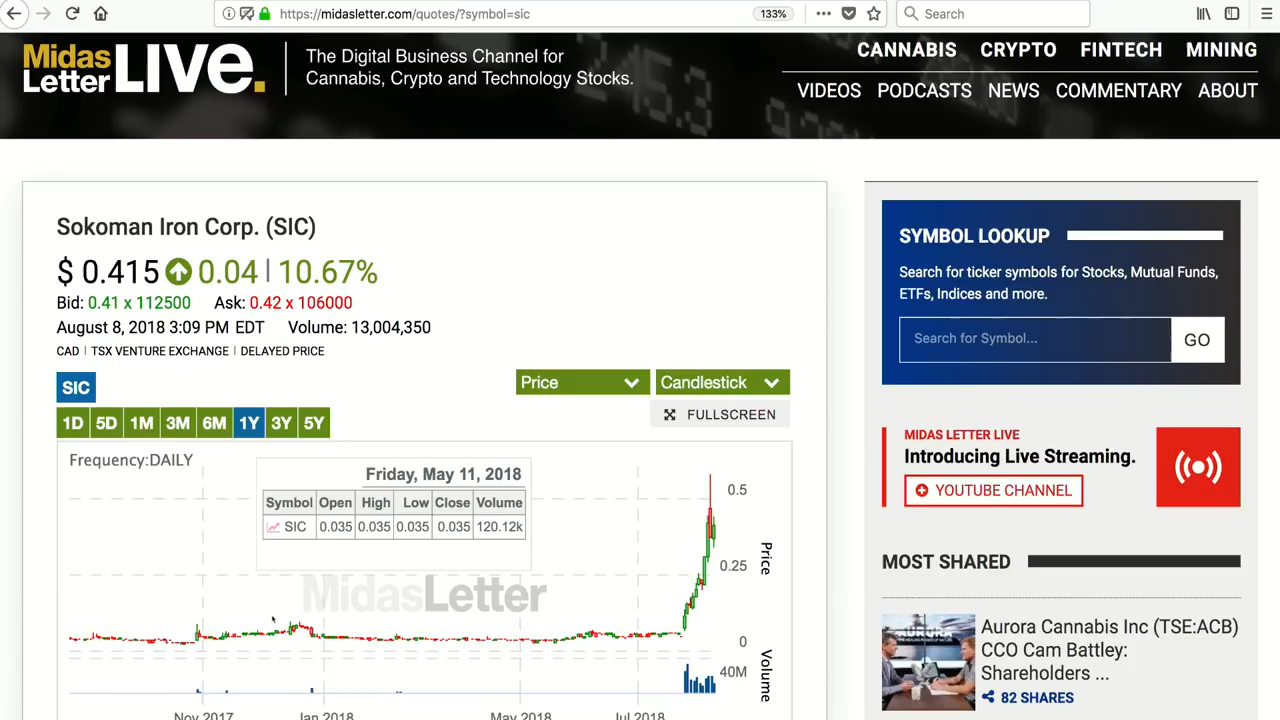 https://midasletter.com/quotes/?symbol=sic
133%
Search
Midas
Letter
LIVE.
The Digital Business Channel for
Cannabis, Crypto and Technology Stocks.
CANNABIS CRYPTO FINTECH MINING
VIDEOS PODCASTS NEWS COMMENTARY ABOUT
Sokoman Iron Corp. (SIC)
$ 0.415 0.04 | 10.67%
Bid: 0.41 x 112500 Ask: 0.42 x 106000
August 8, 2018 3:09 PM EDT Volume: 13,004,350
CAD | TSX VENTURE EXCHANGE | DELAYED PRICE
SIC
Price
Candlestick
1D 5D 1M 3M 6M 1Y 3Y 5Y
FULLSCREEN
Frequency:DAILY
Friday, May 11, 2018
Symbol Open High Low Close Volume
SIC 0.035 0.035 0.035 0.035 120.12k
0.5
0.25
0
Price
MidasLetter
40M
Volume
Nov 2017 Jan 2018 May 2018 Jul 2018
SYMBOL LOOKUP
Search for ticker symbols for Stocks, Mutual Funds,
ETFs, Indices and more.
Search for Symbol...
GO
MIDAS LETTER LIVE
Introducing Live Streaming.
YOUTUBE CHANNEL
MOST SHARED
AURORA
Aurora Cannabis Inc (TSE:ACB)
CCO Cam Battley:
Shareholders ...
82 SHARES